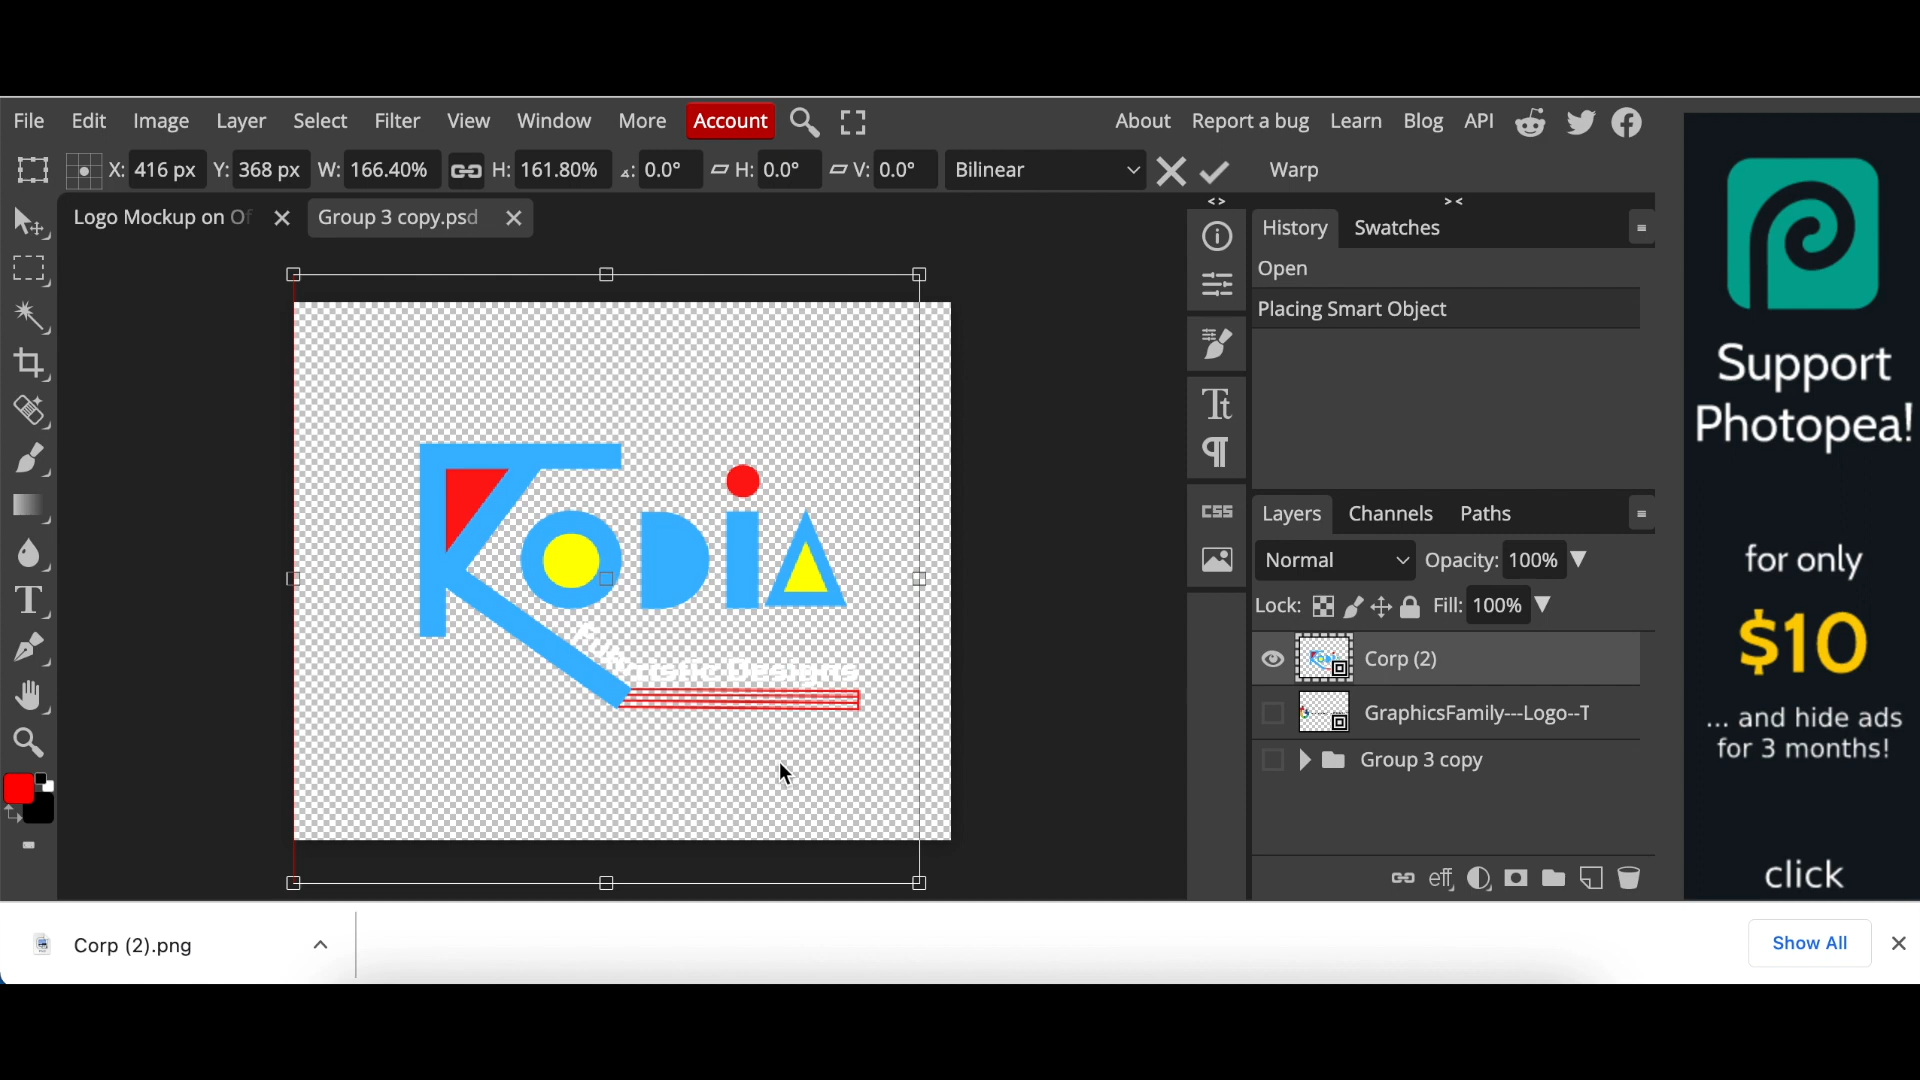 File Edit Image Layer Select Filter View Window More Account About Report a bug Learn Blog API
X: 416 px Y: 368 px W: 166.40% H: 161.80% ⊿: 0.0° H: 0.0° V: 0.0° Bilinear Warp
Logo Mockup on Of Group 3 copy.psd
History Swatches
Open
Placing Smart Object
Support
Photopea!
for only
$10
... and hide ads
for 3 months!
click
KODiA
Artistic Designs
CSS
Layers Channels Paths
Normal Opacity: 100%
Lock: Fill: 100%
Corp (2)
GraphicsFamily---Logo--T
Group 3 copy
eff
Corp (2).png
Show All